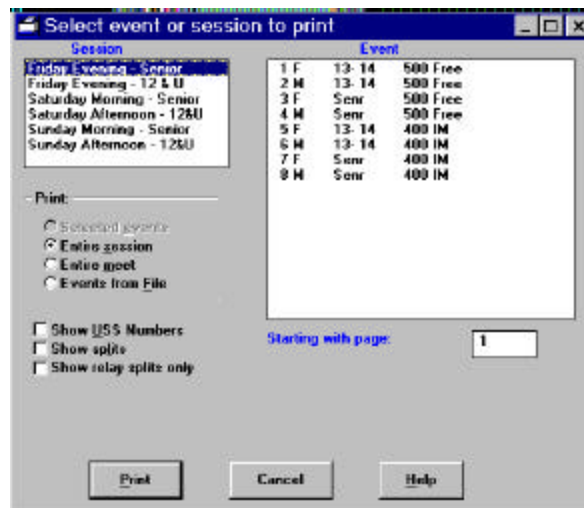 Select event or session to print
Session
Friday Evening - Senior
Friday Evening - 12 & U
Saturday Morning - Senior
Saturday Afternoon - 12&U
Sunday Morning - Senior
Sunday Afternoon - 12&U
Event
1 F 13- 14 500 Free
2 M 13- 14 500 Free
3 F Senr 500 Free
4 M Senr 500 Free
5 F 13- 14 400 IM
6 M 13- 14 400 IM
7 F Senr 400 IM
8 M Senr 400 IM
Print:
Selected events
Entire session
Entire meet
Events from File
Show USS Numbers
Show splits
Show relay splits only
Starting with page: 1
Print
Cancel
Help